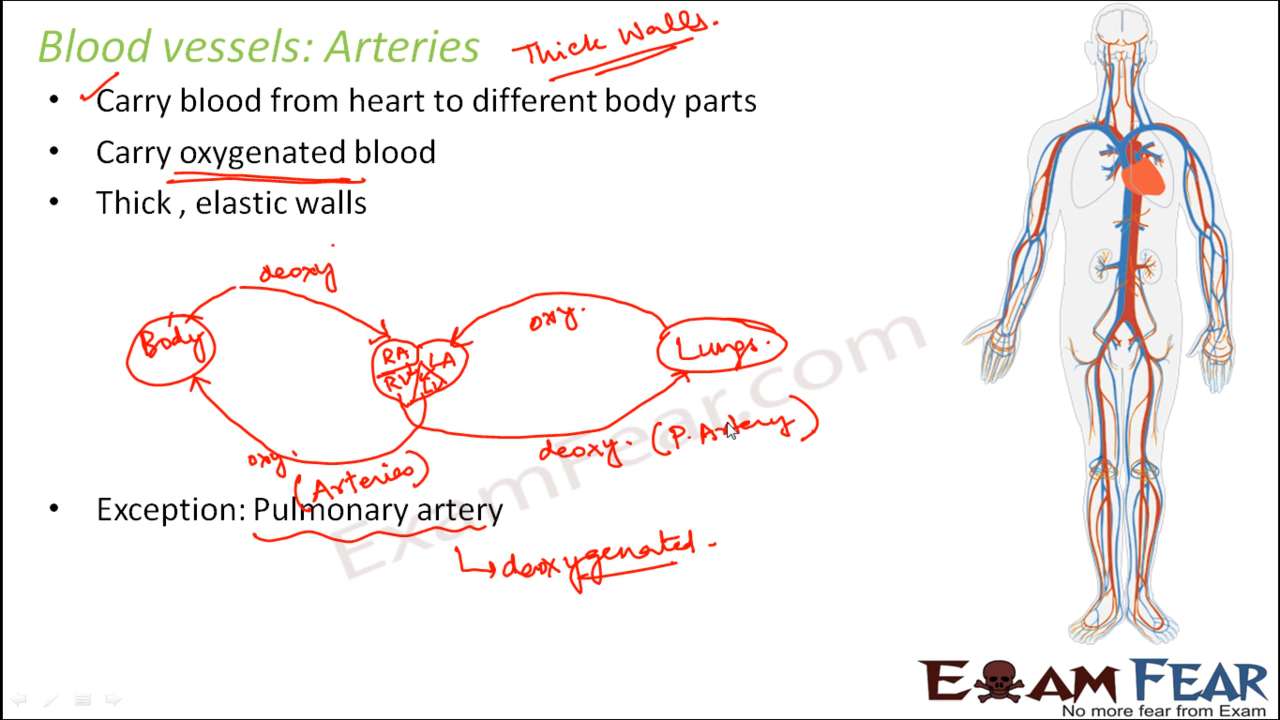 Blood vessels: Arteries
Thick Walls.
• Carry blood from heart to different body parts
• Carry oxygenated blood
• Thick , elastic walls
deoxy
oxy.
Body
RA
LA
RV
LV
Lungs.
oxy.
(Arteries)
deoxy. (P. Artery)
• Exception: Pulmonary artery
deoxygenated.
ExamFear.com
EXAM FEAR
No more fear from Exam